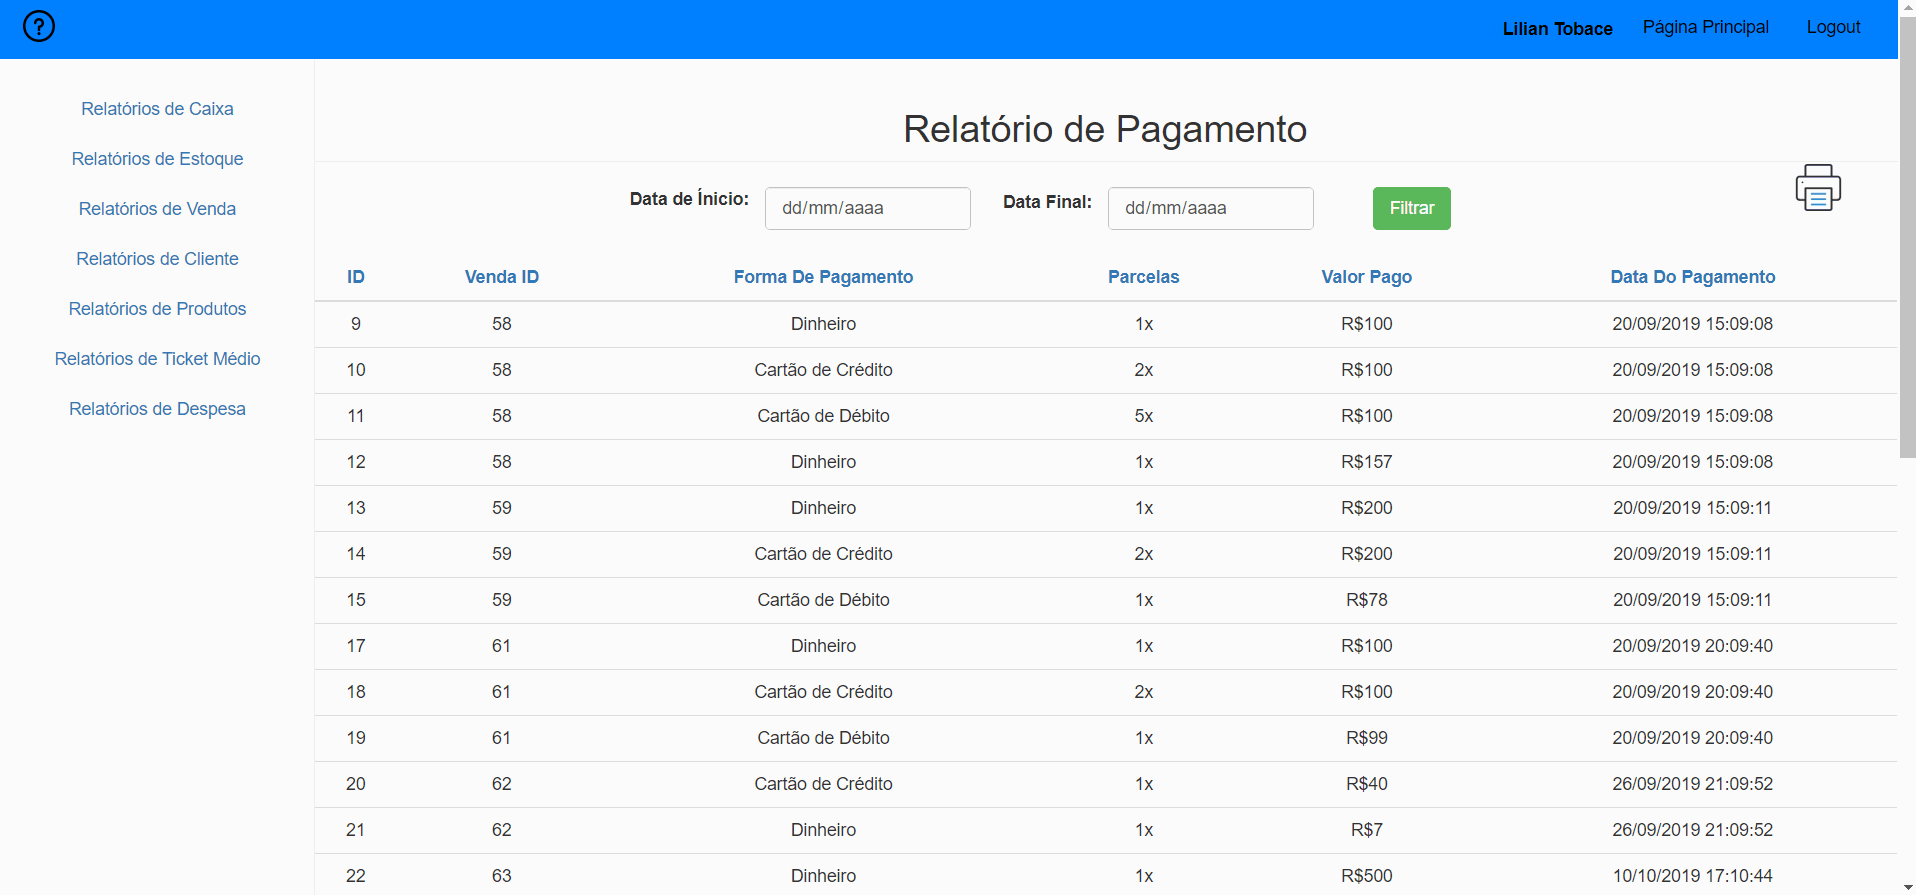 ?
Lilian Tobace Página Principal Logout
Relatórios de Caixa
Relatórios de Estoque
Relatórios de Venda
Relatórios de Cliente
Relatórios de Produtos
Relatórios de Ticket Médio
Relatórios de Despesa
Relatório de Pagamento
Data de Ínicio: dd/mm/aaaa Data Final: dd/mm/aaaa Filtrar
ID Venda ID Forma De Pagamento Parcelas Valor Pago Data Do Pagamento
9 58 Dinheiro 1x R$100 20/09/2019 15:09:08
10 58 Cartão de Crédito 2x R$100 20/09/2019 15:09:08
11 58 Cartão de Débito 5x R$100 20/09/2019 15:09:08
12 58 Dinheiro 1x R$157 20/09/2019 15:09:08
13 59 Dinheiro 1x R$200 20/09/2019 15:09:11
14 59 Cartão de Crédito 2x R$200 20/09/2019 15:09:11
15 59 Cartão de Débito 1x R$78 20/09/2019 15:09:11
17 61 Dinheiro 1x R$100 20/09/2019 20:09:40
18 61 Cartão de Crédito 2x R$100 20/09/2019 20:09:40
19 61 Cartão de Débito 1x R$99 20/09/2019 20:09:40
20 62 Cartão de Crédito 1x R$40 26/09/2019 21:09:52
21 62 Dinheiro 1x R$7 26/09/2019 21:09:52
22 63 Dinheiro 1x R$500 10/10/2019 17:10:44